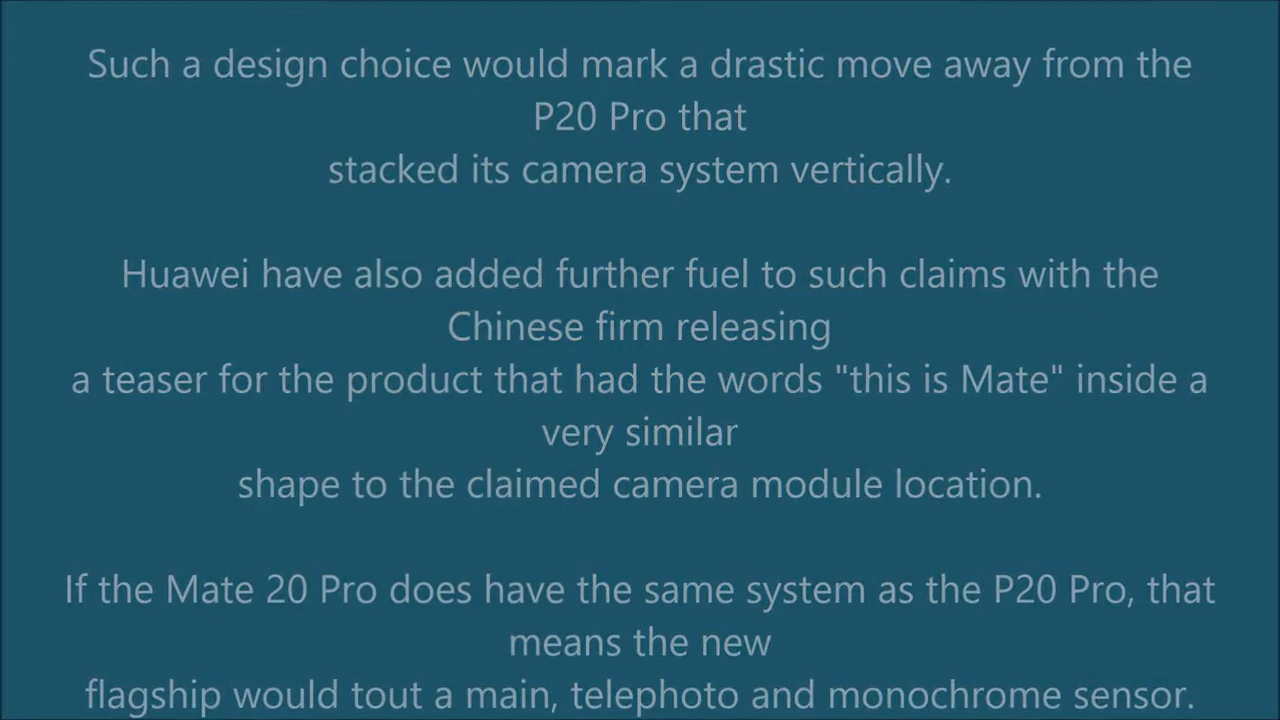 Such a design choice would mark a drastic move away from the
P20 Pro that
stacked its camera system vertically.
Huawei have also added further fuel to such claims with the
Chinese firm releasing
a teaser for the product that had the words "this is Mate" inside a
very similar
shape to the claimed camera module location.
If the Mate 20 Pro does have the same system as the P20 Pro, that
means the new
flagship would tout a main, telephoto and monochrome sensor.